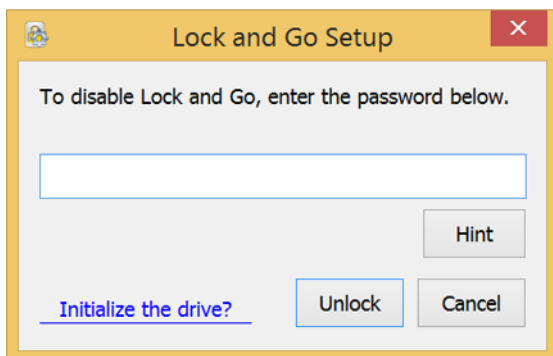 Lock and Go Setup
To disable Lock and Go, enter the password below.
Hint
Initialize the drive?
Unlock
Cancel